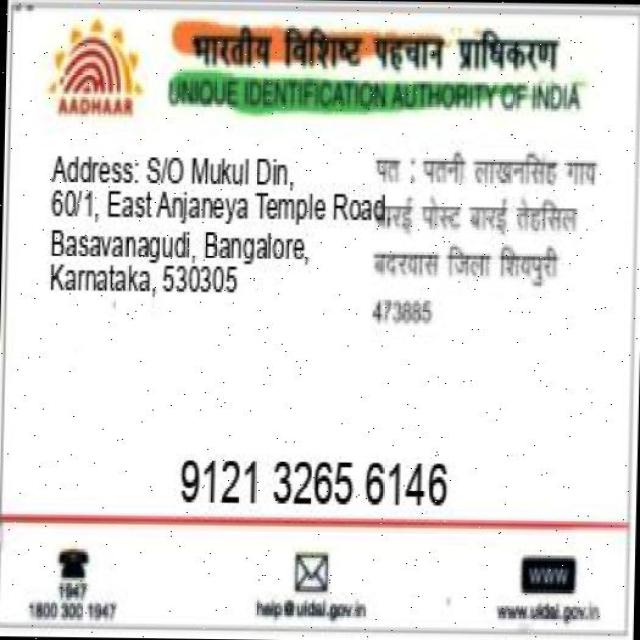 भारतीय विशिष्ट पहचान प्राधिकरण
UNIQUE IDENTIFICATION AUTHORITY OF INDIA
AADHAAR
Address: S/O Mukul Din,
60/1, East Anjaneya Temple Road,
Basavanagudi, Bangalore,
Karnataka, 530305
पत : पतनी लाखनसिंह गाय
बारई पोस्ट बारई तेहसिल
बदरवास जिला शिवपुरी
473885
9121 3265 6146
1947
1800 300 1947
help@uidai.gov.in
WWW
www.uidai.gov.in